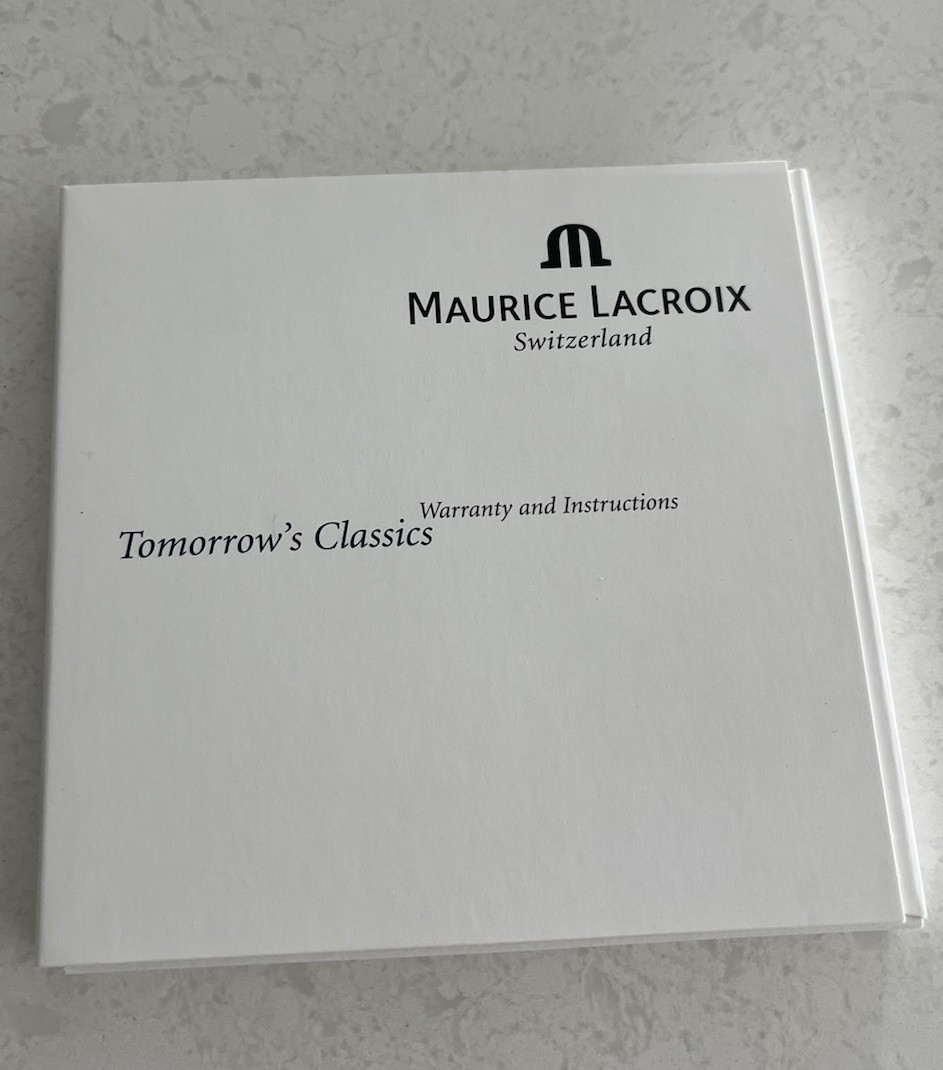 MAURICE LACROIX
Switzerland
Warranty and Instructions
Tomorrow's Classics